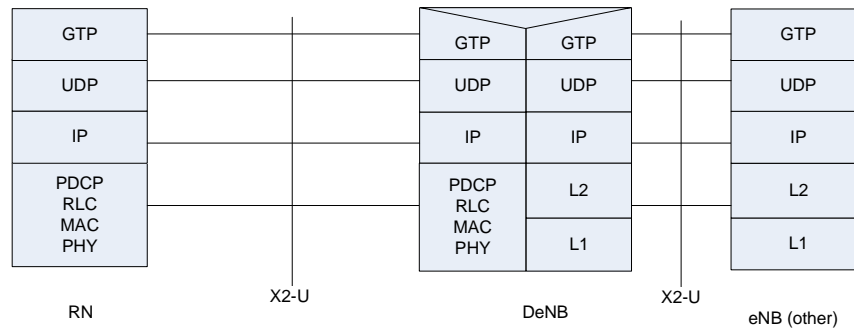 GTP
GTP
GTP
GTP
UDP
UDP
UDP
UDP
IP
IP
IP
IP
PDCP
RLC
MAC
PHY
PDCP
RLC
MAC
PHY
L2
L1
L2
L1
RN
X2-U
DeNB
X2-U
eNB (other)